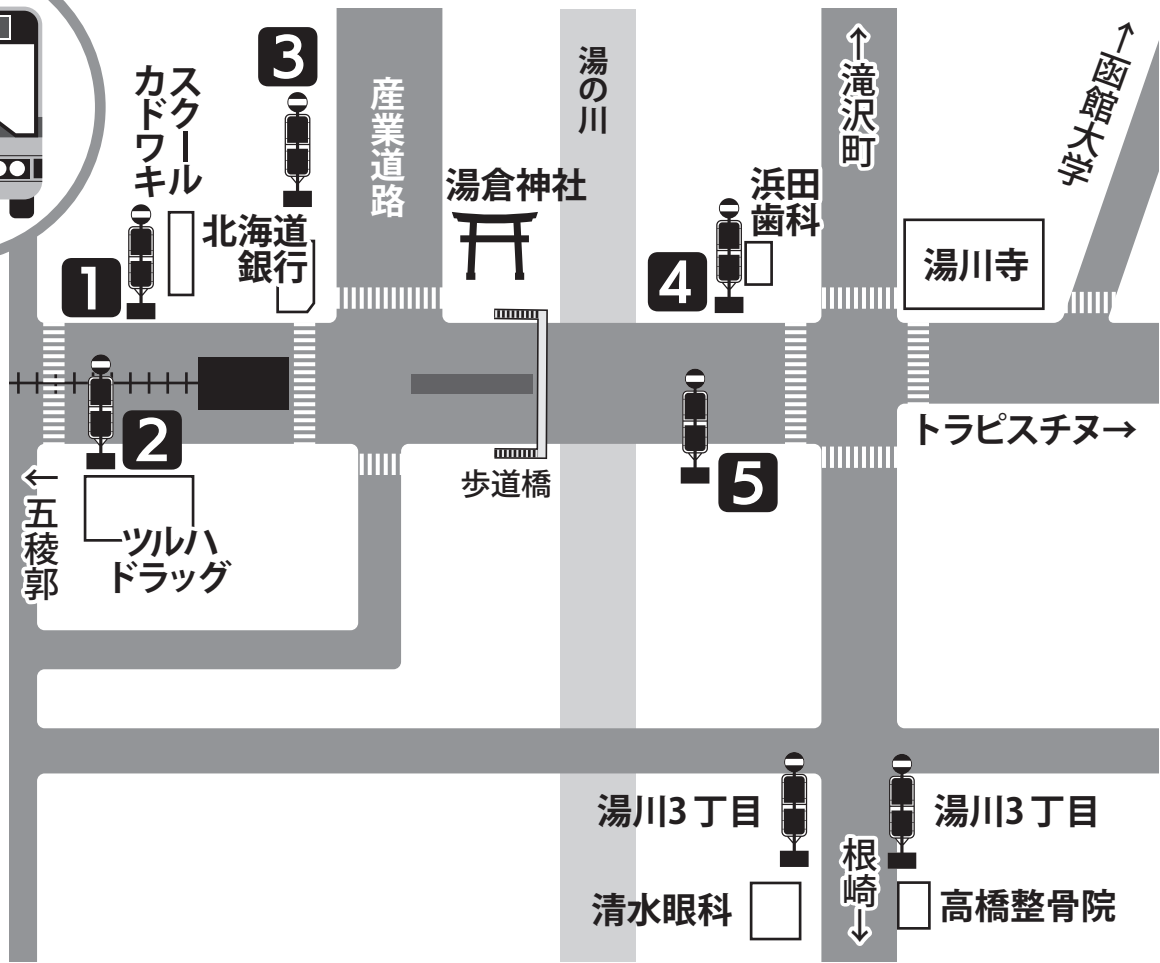 3
スクール
カドワキ
産業道路
湯の川
↑滝沢町
↑函館大学
湯倉神社
浜田
歯科
北海道
銀行
湯川寺
1
4
2
トラピスチヌ→
歩道橋
5
←五稜郭
ツルハ
ドラッグ
湯川3丁目
湯川3丁目
根崎→
清水眼科
高橋整骨院